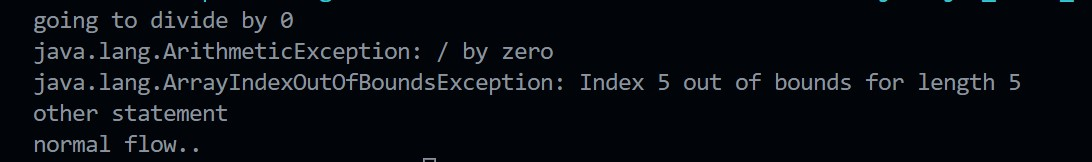 going to divide by 0
java.lang.ArithmeticException: / by zero
java.lang.ArrayIndexOutOfBoundsException: Index 5 out of bounds for length 5
other statement
normal flow..